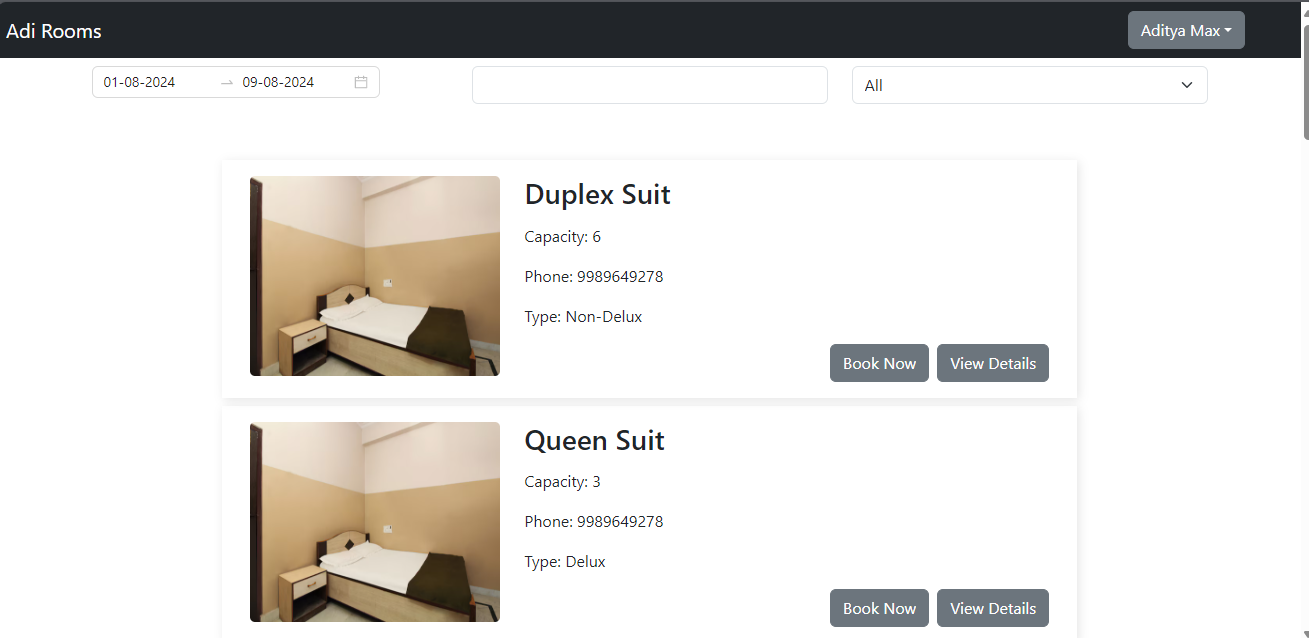 Adi Rooms
Aditya Max
01-08-2024 → 09-08-2024
All
Duplex Suit
Capacity: 6
Phone: 9989649278
Type: Non-Delux
Book Now View Details
Queen Suit
Capacity: 3
Phone: 9989649278
Type: Delux
Book Now View Details